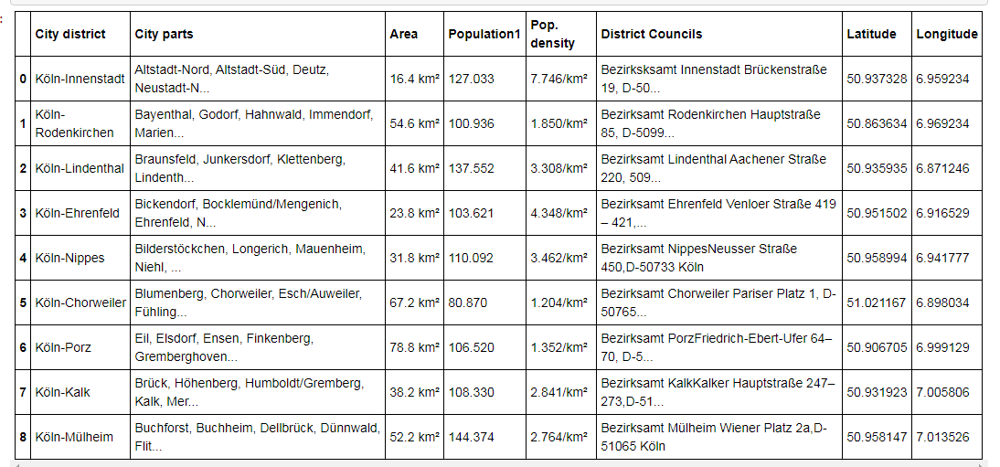 :
City district City parts Area Population1 Pop. density District Councils Latitude Longitude
0 Köln-Innenstadt Altstadt-Nord, Altstadt-Süd, Deutz, Neustadt-N... 16.4 km² 127.033 7.746/km² Bezirksksamt Innenstadt Brückenstraße 19, D-50... 50.937328 6.959234
1 Köln-Rodenkirchen Bayenthal, Godorf, Hahnwald, Immendorf, Marien... 54.6 km² 100.936 1.850/km² Bezirksamt Rodenkirchen Hauptstraße 85, D-5099... 50.863634 6.969234
2 Köln-Lindenthal Braunsfeld, Junkersdorf, Klettenberg, Lindenth... 41.6 km² 137.552 3.308/km² Bezirksamt Lindenthal Aachener Straße 220, 509... 50.935935 6.871246
3 Köln-Ehrenfeld Bickendorf, Bocklemünd/Mengenich, Ehrenfeld, N... 23.8 km² 103.621 4.348/km² Bezirksamt Ehrenfeld Venloer Straße 419 – 421,... 50.951502 6.916529
4 Köln-Nippes Bilderstöckchen, Longerich, Mauenheim, Niehl, ... 31.8 km² 110.092 3.462/km² Bezirksamt NippesNeusser Straße 450,D-50733 Köln 50.958994 6.941777
5 Köln-Chorweiler Blumenberg, Chorweiler, Esch/Auweiler, Fühling... 67.2 km² 80.870 1.204/km² Bezirksamt Chorweiler Pariser Platz 1, D-50765... 51.021167 6.898034
6 Köln-Porz Eil, Elsdorf, Ensen, Finkenberg, Gremberghoven... 78.8 km² 106.520 1.352/km² Bezirksamt PorzFriedrich-Ebert-Ufer 64–70, D-5... 50.906705 6.999129
7 Köln-Kalk Brück, Höhenberg, Humboldt/Gremberg, Kalk, Mer... 38.2 km² 108.330 2.841/km² Bezirksamt KalkKalker Hauptstraße 247–273,D-51... 50.931923 7.005806
8 Köln-Mülheim Buchforst, Buchheim, Dellbrück, Dünnwald, Flit... 52.2 km² 144.374 2.764/km² Bezirksamt Mülheim Wiener Platz 2a,D-51065 Köln 50.958147 7.013526